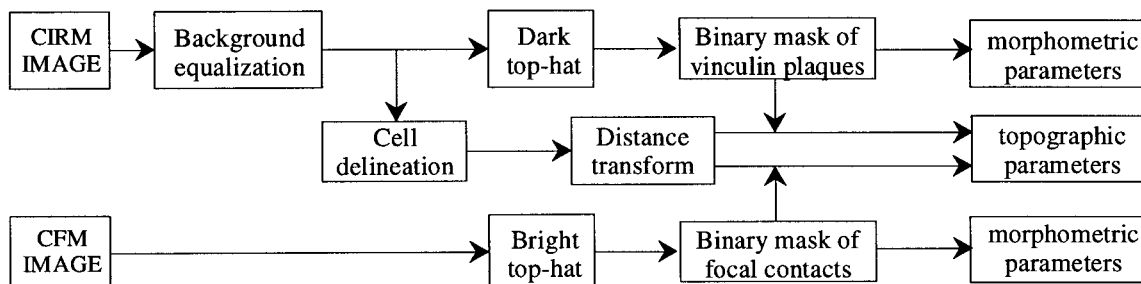 CIRM
IMAGE
Background
equalization
Dark
top-hat
Binary mask of
vinculin plaques
morphometric
parameters
Cell
delineation
Distance
transform
topographic
parameters
CFM
IMAGE
Bright
top-hat
Binary mask of
focal contacts
morphometric
parameters